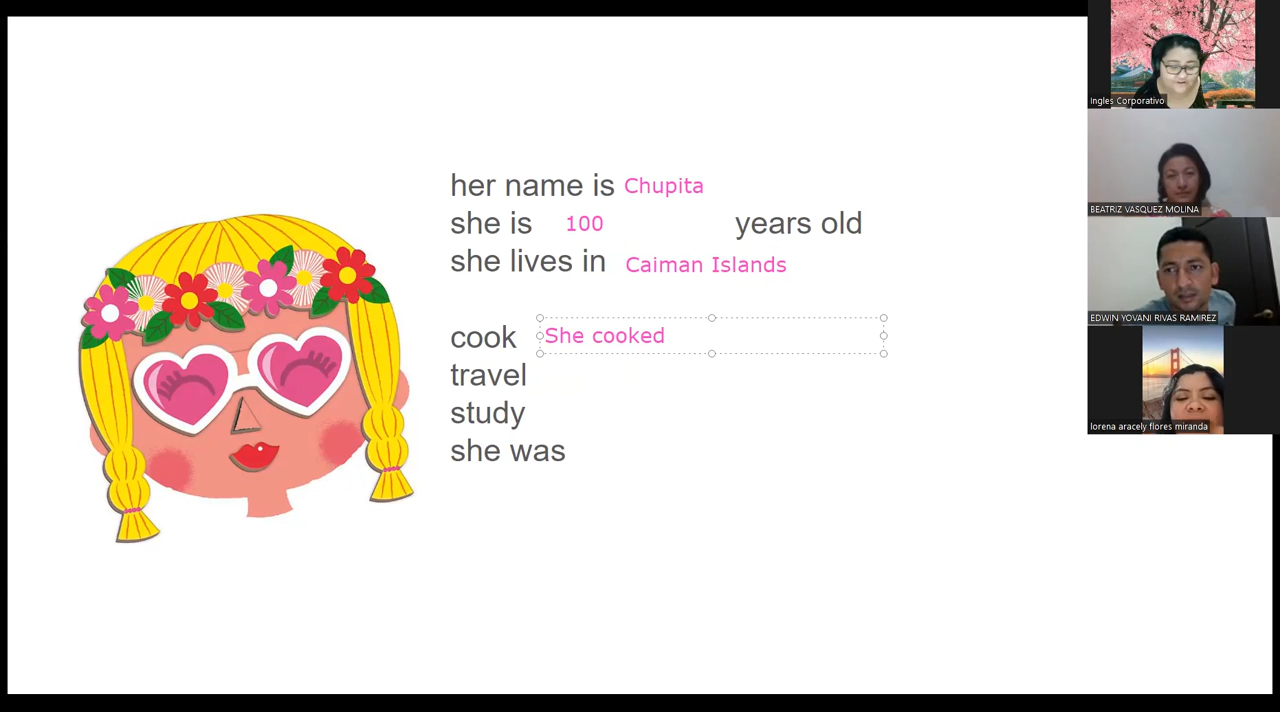 her name is Chupita
she is 100 years old
she lives in Caiman Islands
cook She cooked
travel
study
she was
Ingles Corporativo
BEATRIZ VASQUEZ MOLINA
EDWIN YOVANI RIVAS RAMIREZ
lorena aracely flores miranda